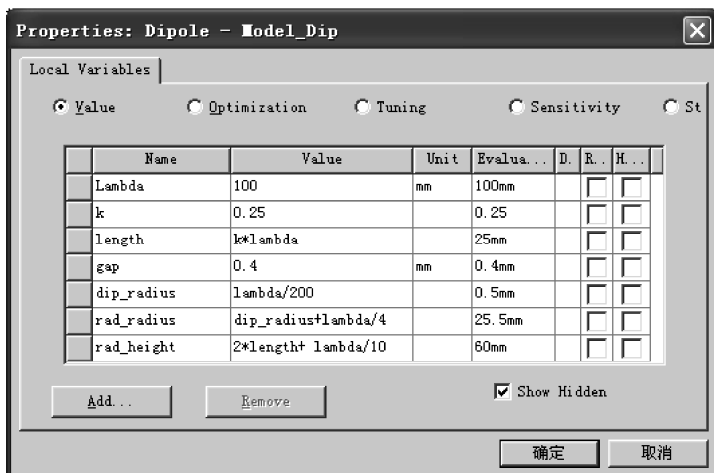 Properties: Dipole - Model_Dip
Local Variables
Value Optimization Tuning Sensitivity St
Name Value Unit Evalua... D. R.. H...
Lambda 100 mm 100mm
k 0.25 0.25
length k*lambda 25mm
gap 0.4 mm 0.4mm
dip_radius lambda/200 0.5mm
rad_radius dip_radius+lambda/4 25.5mm
rad_height 2*length+ lambda/10 60mm
Add... Remove Show Hidden
确定 取消